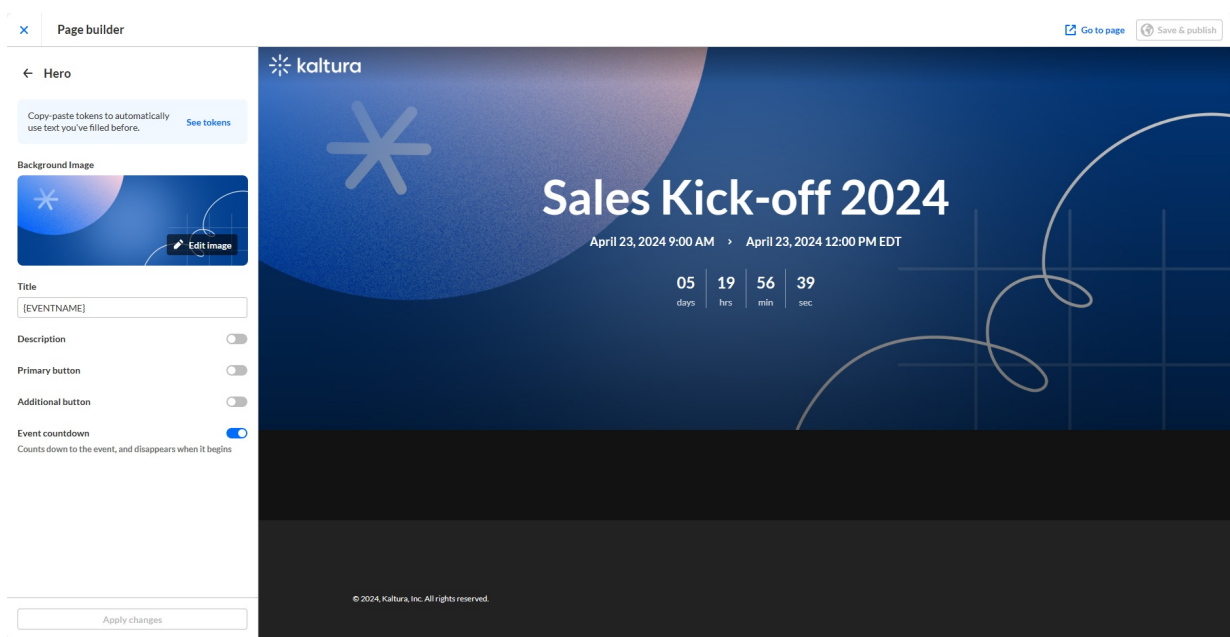 Page builder
Go to page
Save & publish
Hero
Copy-paste tokens to automatically
use text you've filled before.
See tokens
Background Image
Edit image
Title
{EVENTNAME}
Description
Primary button
Additional button
Event countdown
Counts down to the event, and disappears when it begins
Apply changes
kaltura
Sales Kick-off 2024
April 23, 2024 9:00 AM > April 23, 2024 12:00 PM EDT
05 19 56 39
days hrs min sec
© 2024, Kaltura, Inc. All rights reserved.